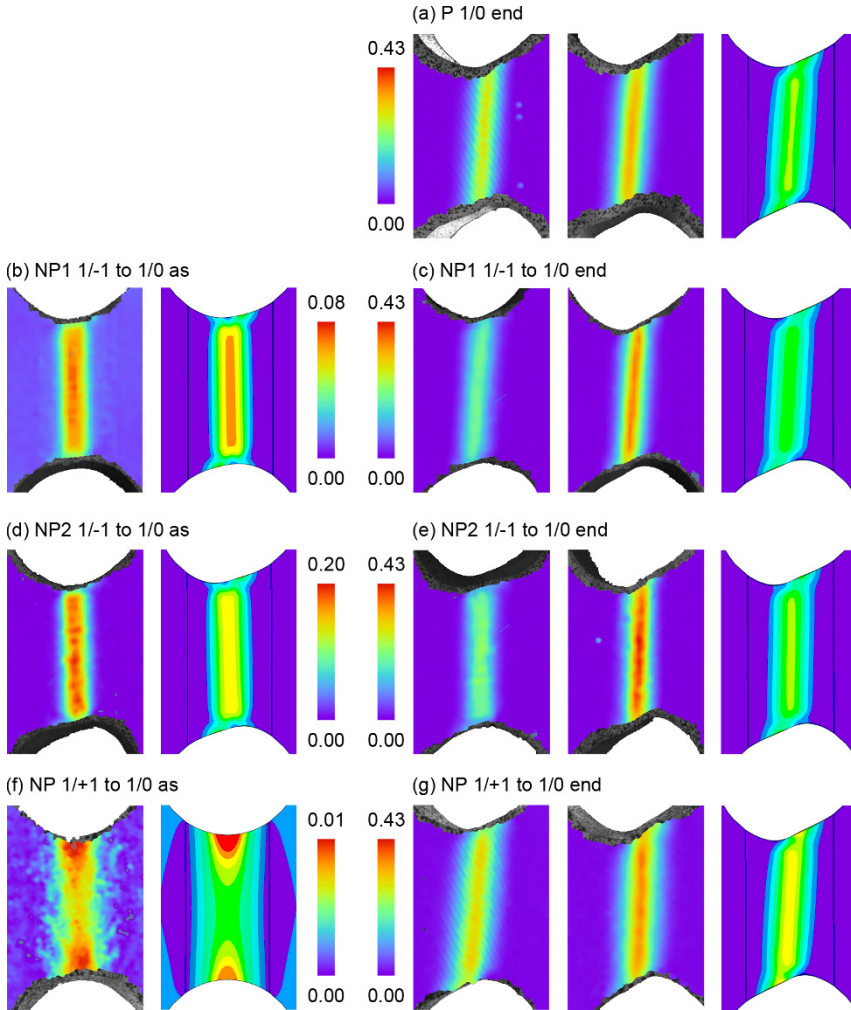 (a) P 1/0 end
0.43
0.00
(b) NP1 1/-1 to 1/0 as
0.08
0.00
(c) NP1 1/-1 to 1/0 end
0.43
0.00
(d) NP2 1/-1 to 1/0 as
0.20
0.00
(e) NP2 1/-1 to 1/0 end
0.43
0.00
(f) NP 1/+1 to 1/0 as
0.01
0.00
(g) NP 1/+1 to 1/0 end
0.43
0.00